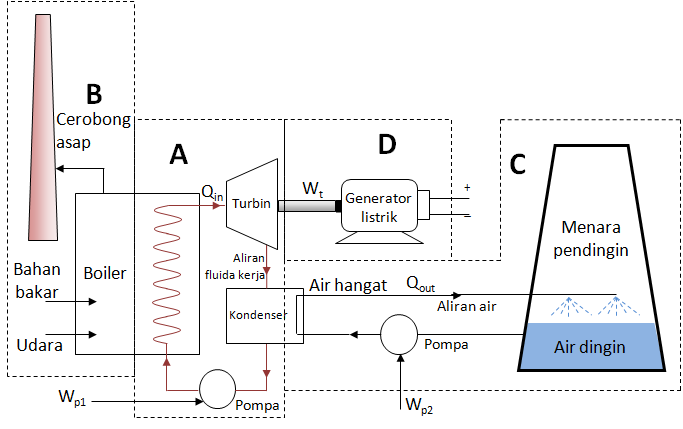 B
Cerobong
asap
A
D
C
Q_in
Turbin
W_t
Generator
listrik
+
–
Menara
pendingin
Bahan
bakar
Boiler
Aliran
fluida kerja
Air hangat
Q_out
Aliran air
Kondenser
Udara
Pompa
Air dingin
W_p1
Pompa
W_p2